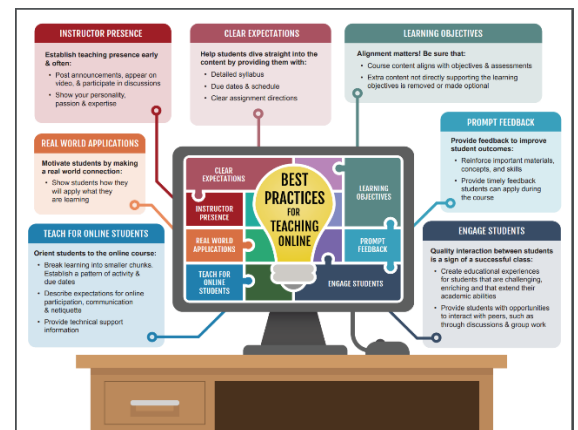 INSTRUCTOR PRESENCE
Establish teaching presence early
& often:
• Post announcements, appear on
video, & participate in discussions
• Show your personality,
passion & expertise
CLEAR EXPECTATIONS
Help students dive straight into the
content by providing them with:
• Detailed syllabus
• Due dates & schedule
• Clear assignment directions
LEARNING OBJECTIVES
Alignment matters! Be sure that:
• Course content aligns with objectives & assessments
• Extra content not directly supporting the learning
objectives is removed or made optional
REAL WORLD APPLICATIONS
Motivate students by making
a real world connection:
• Show students how they
will apply what they
are learning
PROMPT FEEDBACK
Provide feedback to improve
student outcomes:
• Reinforce important materials,
concepts, and skills
• Provide timely feedback
students can apply during
the course
TEACH FOR ONLINE STUDENTS
Orient students to the online course:
• Break learning into smaller chunks.
Establish a pattern of activity &
due dates
• Describe expectations for online
participation, communication
& netiquette
• Provide technical support
information
ENGAGE STUDENTS
Quality interaction between students
is a sign of a successful class:
• Create educational experiences
for students that are challenging,
enriching and that extend their
academic abilities
• Provide students with opportunities
to interact with peers, such as
through discussions & group work
CLEAR
EXPECTATIONS
INSTRUCTOR
PRESENCE
REAL WORLD
APPLICATIONS
TEACH FOR
ONLINE
STUDENTS
BEST
PRACTICES
FOR
TEACHING
ONLINE
LEARNING
OBJECTIVES
PROMPT
FEEDBACK
ENGAGE STUDENTS